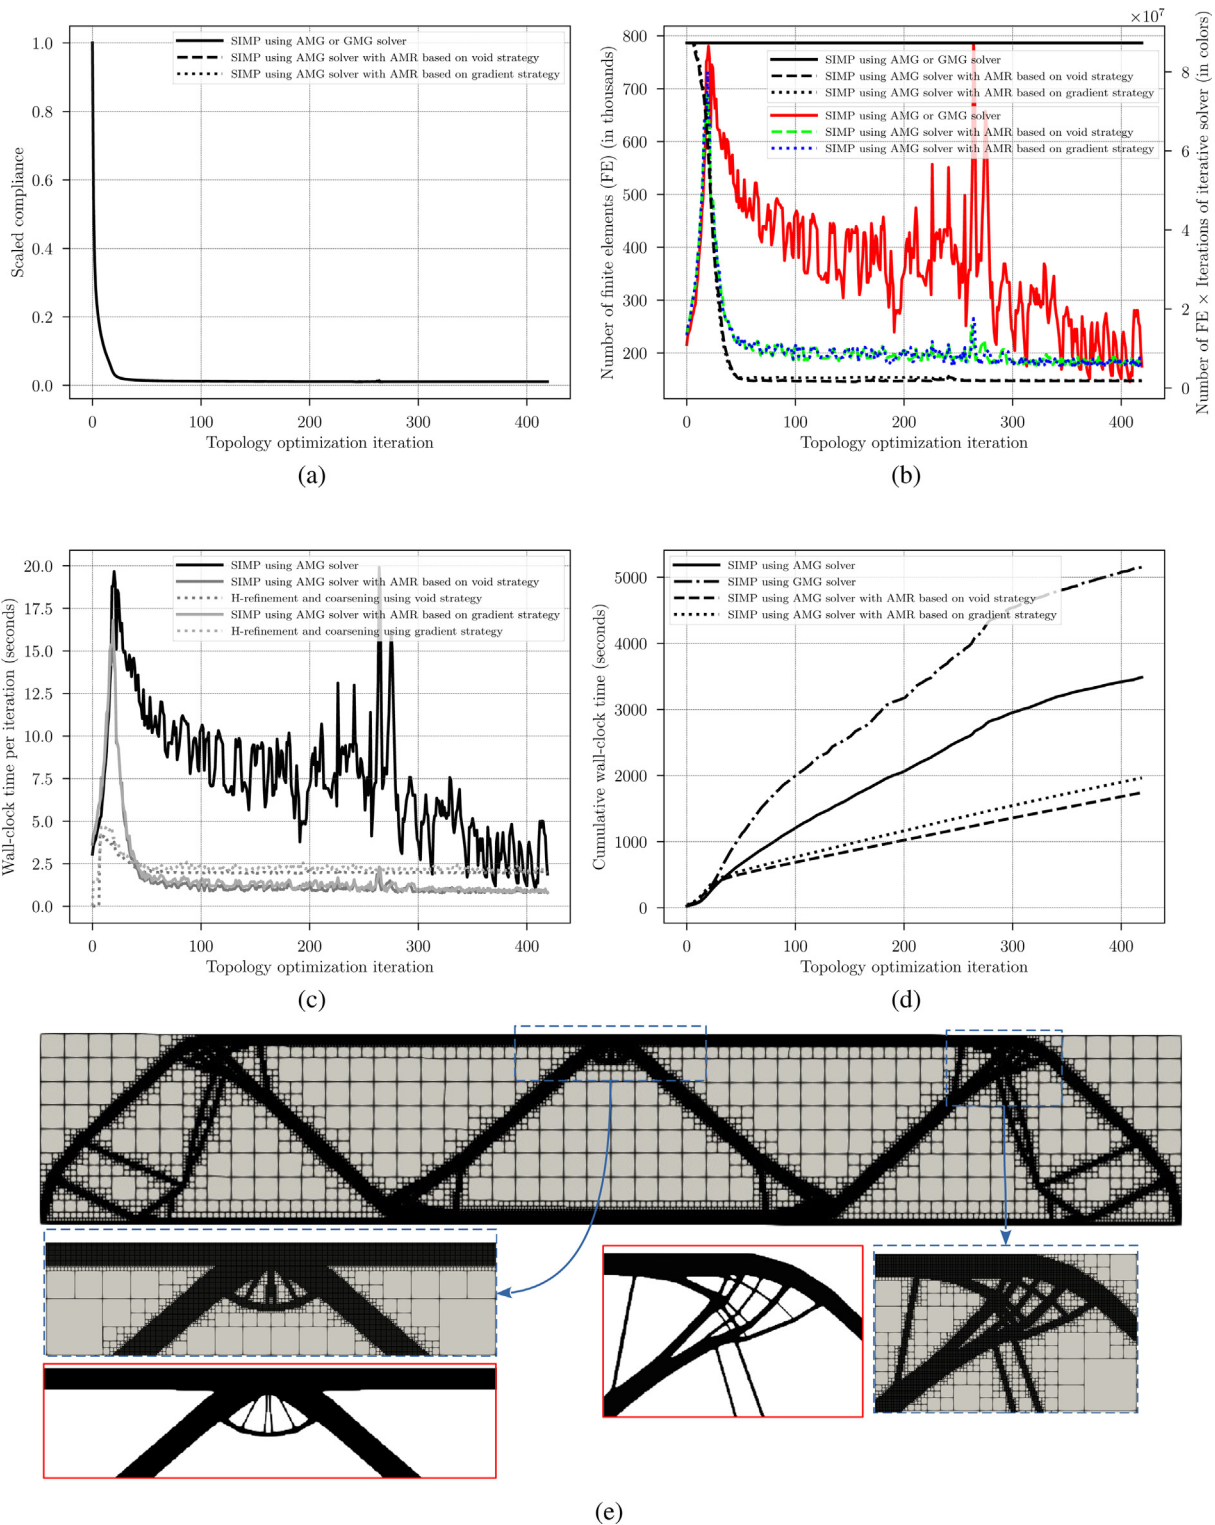 1.0
0.8
0.6
0.4
0.2
0.0
Scaled compliance
SIMP using AMG or GMG solver
SIMP using AMG solver with AMR based on void strategy
SIMP using AMG solver with AMR based on gradient strategy
0 100 200 300 400
Topology optimization iteration
(a)
×10⁷
800
700
600
500
400
300
200
Number of finite elements (FE) (in thousands)
SIMP using AMG or GMG solver
SIMP using AMG solver with AMR based on void strategy
SIMP using AMG solver with AMR based on gradient strategy
SIMP using AMG or GMG solver
SIMP using AMG solver with AMR based on void strategy
SIMP using AMG solver with AMR based on gradient strategy
8
6
4
2
0
Number of FE × Iterations of iterative solver (in colors)
0 100 200 300 400
Topology optimization iteration
(b)
20.0
17.5
15.0
12.5
10.0
7.5
5.0
2.5
0.0
Wall-clock time per iteration (seconds)
SIMP using AMG solver
SIMP using AMG solver with AMR based on void strategy
H-refinement and coarsening using void strategy
SIMP using AMG solver with AMR based on gradient strategy
H-refinement and coarsening using gradient strategy
0 100 200 300 400
Topology optimization iteration
(c)
5000
4000
3000
2000
1000
0
Cumulative wall-clock time (seconds)
SIMP using AMG solver
SIMP using GMG solver
SIMP using AMG solver with AMR based on void strategy
SIMP using AMG solver with AMR based on gradient strategy
0 100 200 300 400
Topology optimization iteration
(d)
(e)